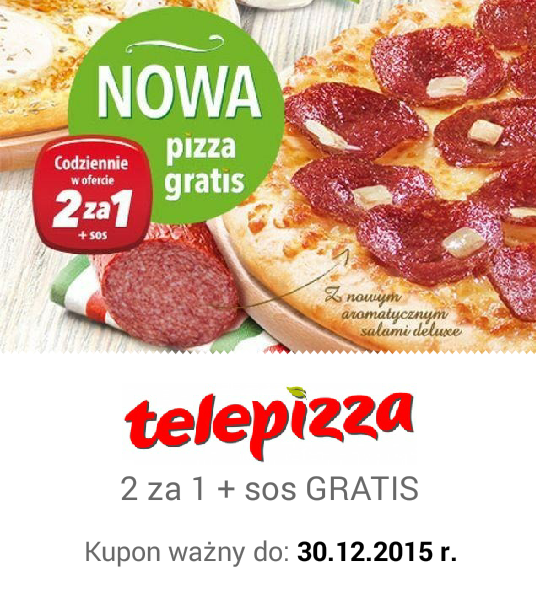 NOWA
pizza
gratis
Codziennie
w ofercie
2 za 1
+ sos
Z nowym
aromatycznym
salami deluxe
telepizza
2 za 1 + sos GRATIS
Kupon ważny do: 30.12.2015 r.